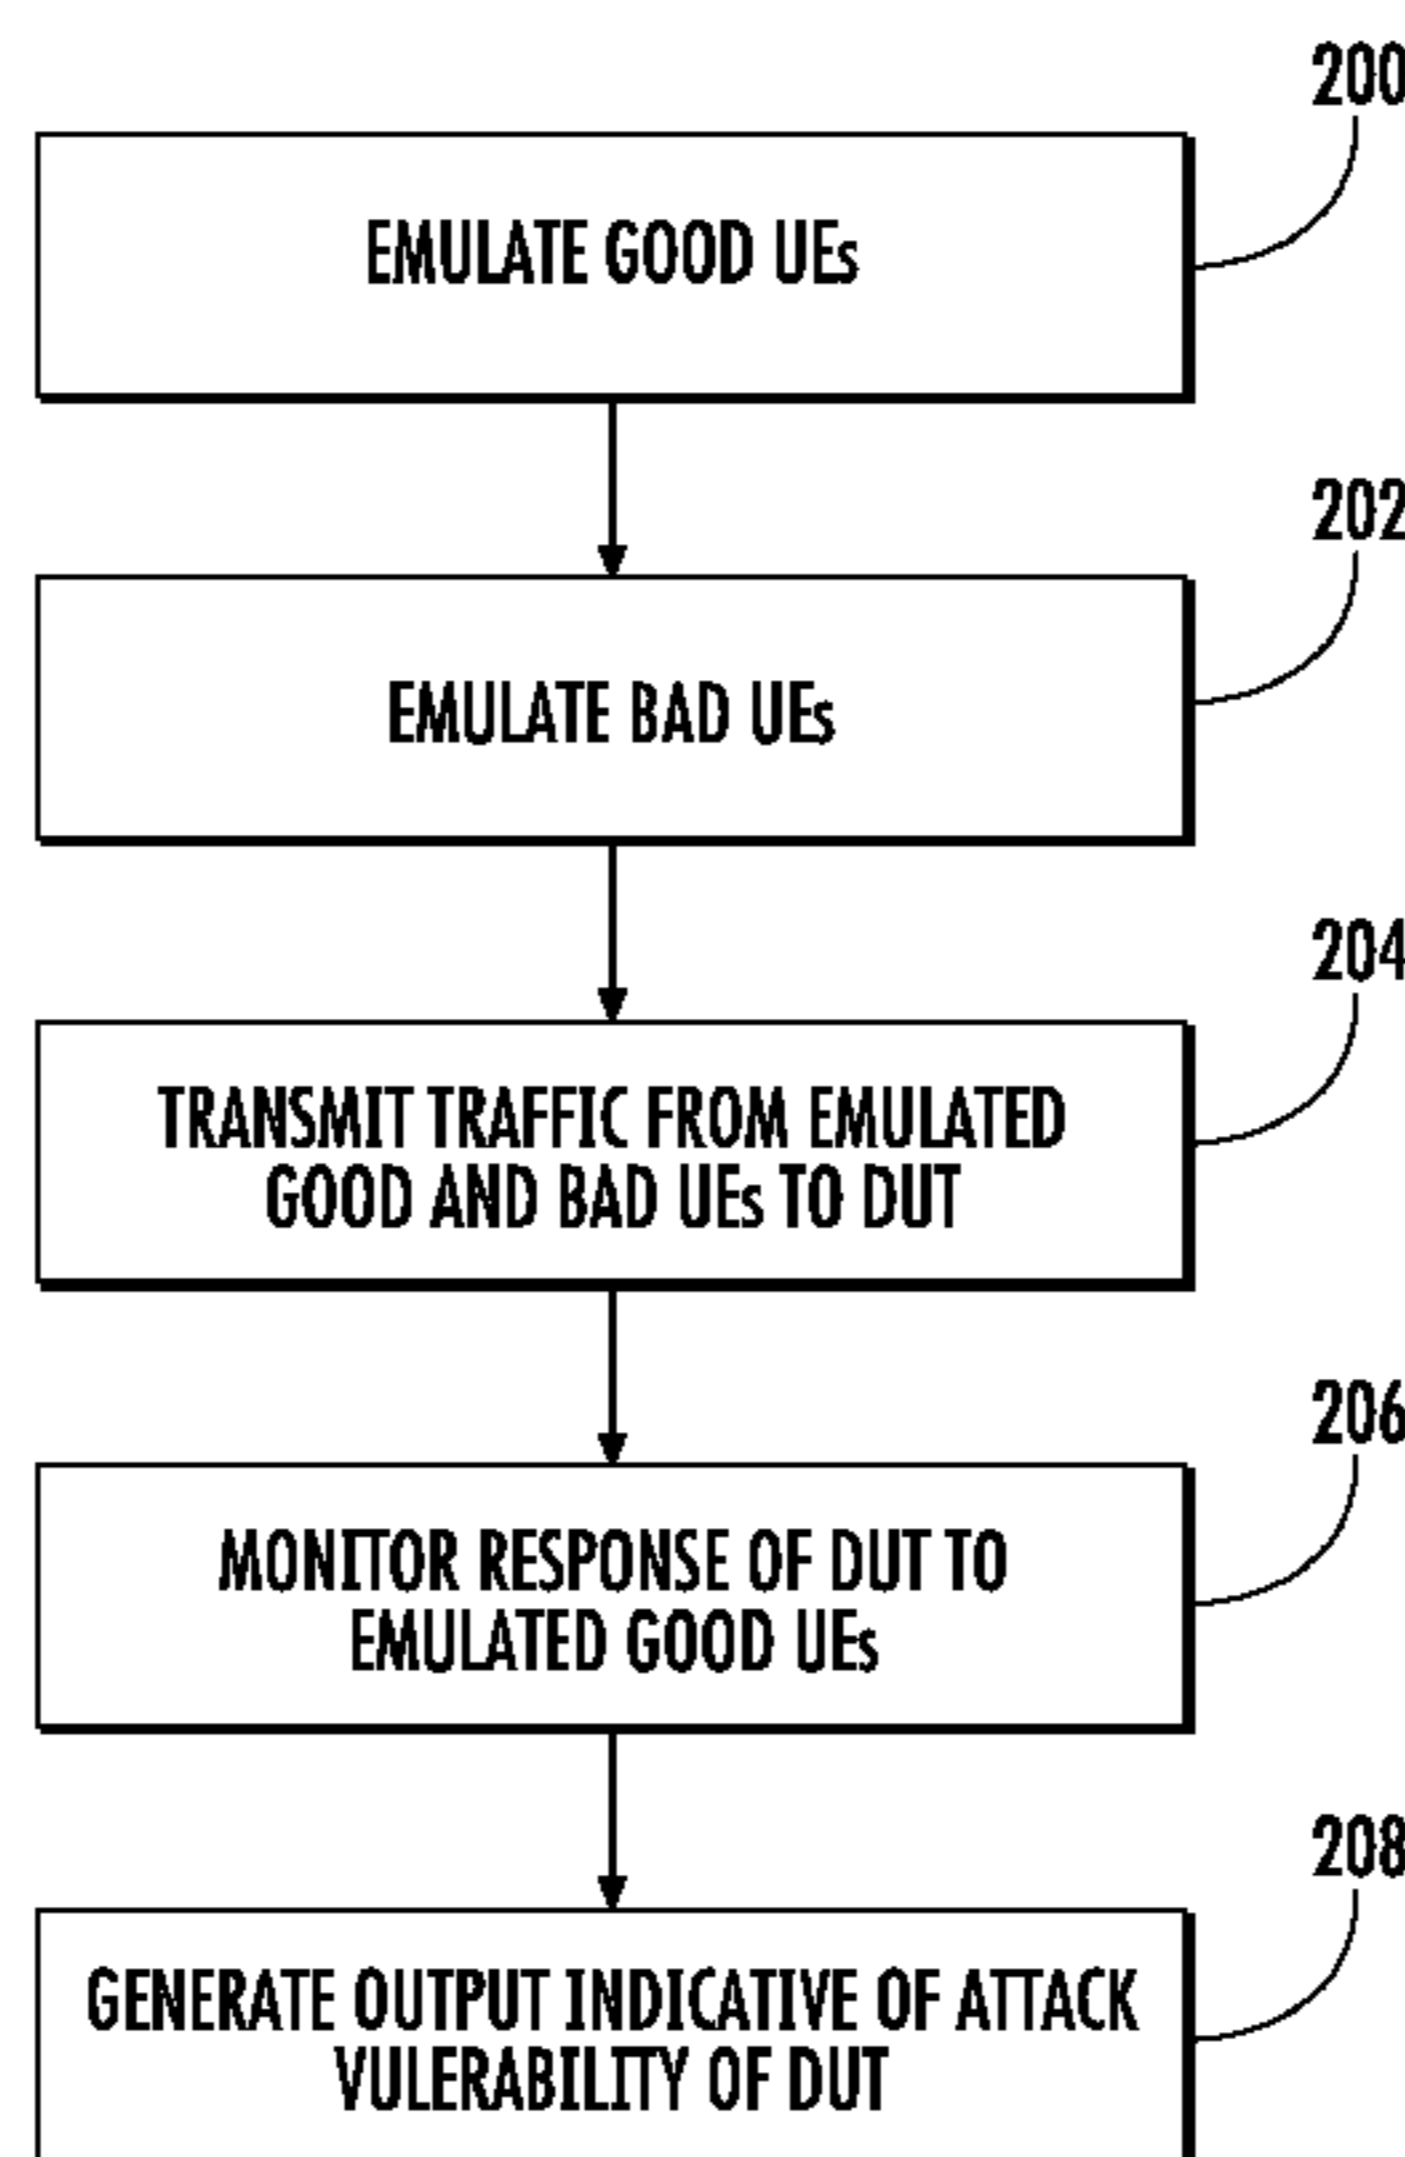 200
EMULATE GOOD UEs
202
EMULATE BAD UEs
204
TRANSMIT TRAFFIC FROM EMULATED
GOOD AND BAD UEs TO DUT
206
MONITOR RESPONSE OF DUT TO
EMULATED GOOD UEs
208
GENERATE OUTPUT INDICATIVE OF ATTACK
VULERABILITY OF DUT